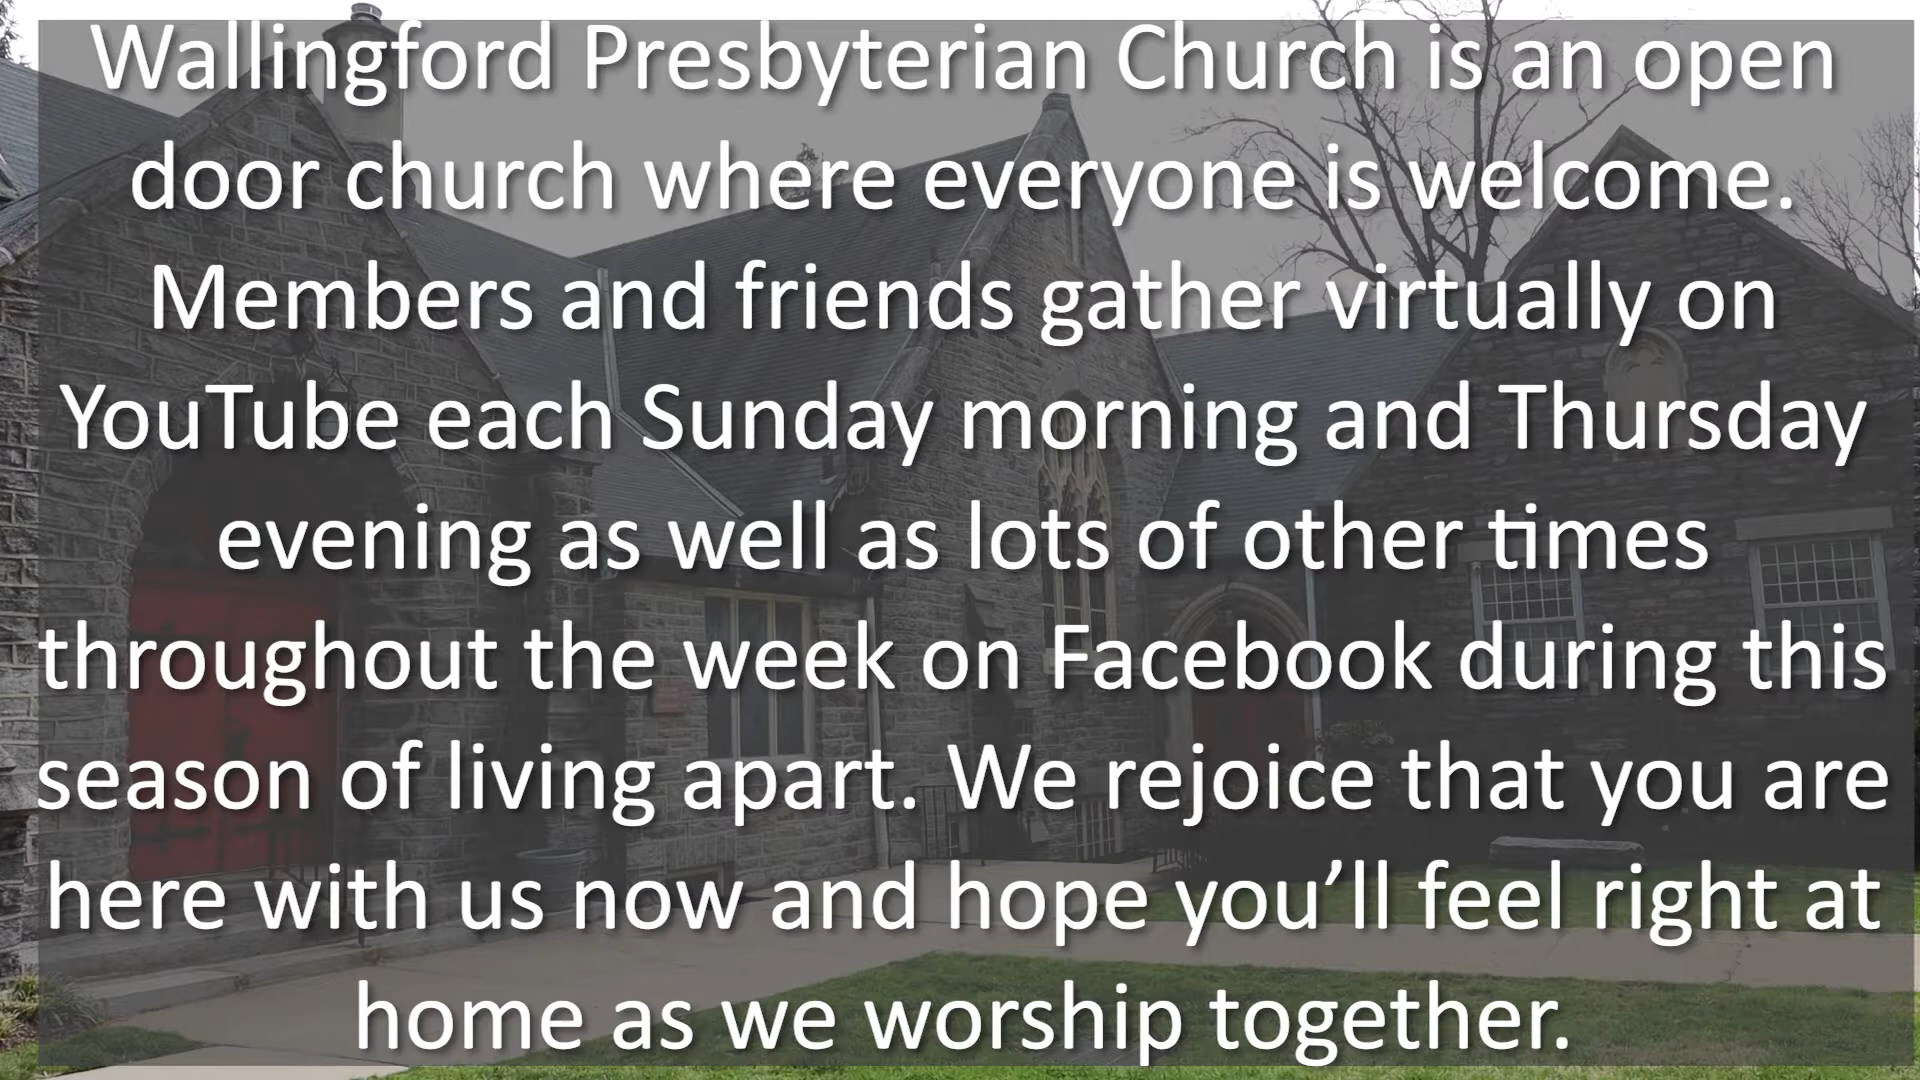 Wallingford Presbyterian Church is an open
door church where everyone is welcome.
Members and friends gather virtually on
YouTube each Sunday morning and Thursday
evening as well as lots of other times
throughout the week on Facebook during this
season of living apart. We rejoice that you are
here with us now and hope you’ll feel right at
home as we worship together.